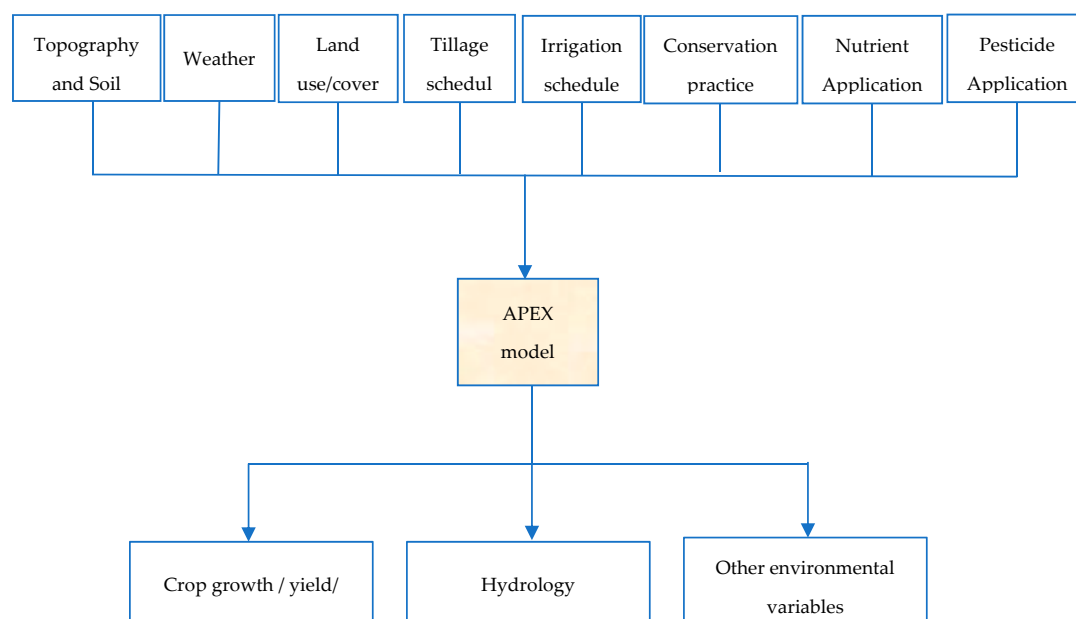 Topography
and Soil
Weather
Land
use/cover
Tillage
schedul
Irrigation
schedule
Conservation
practice
Nutrient
Application
Pesticide
Application
APEX
model
Crop growth / yield/
Hydrology
Other environmental
variables